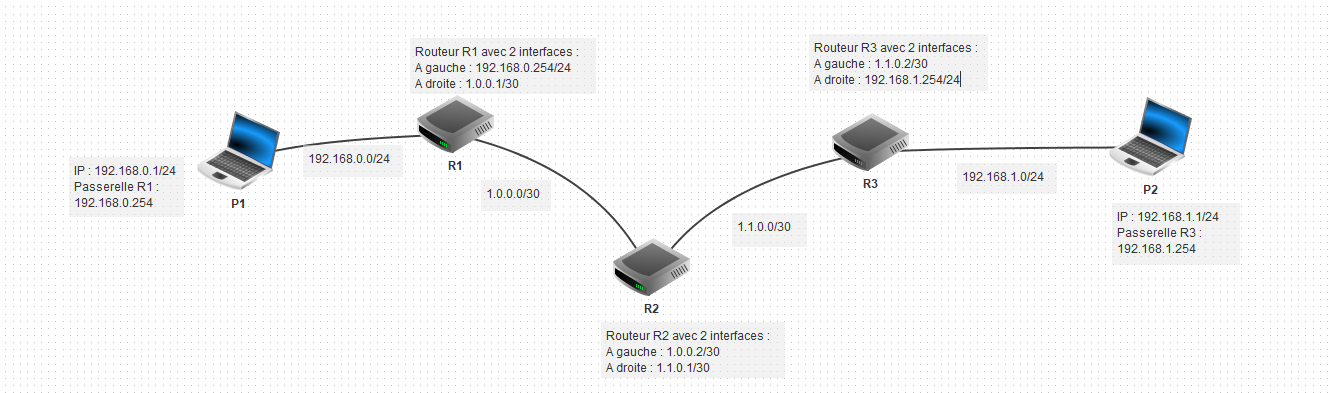 Routeur R1 avec 2 interfaces :
A gauche : 192.168.0.254/24
A droite : 1.0.0.1/30
Routeur R3 avec 2 interfaces :
A gauche : 1.1.0.2/30
A droite : 192.168.1.254/24
192.168.0.0/24
R1
IP : 192.168.0.1/24
Passerelle R1 :
192.168.0.254
P1
1.0.0.0/30
1.1.0.0/30
R3
192.168.1.0/24
P2
IP : 192.168.1.1/24
Passerelle R3 :
192.168.1.254
R2
Routeur R2 avec 2 interfaces :
A gauche : 1.0.0.2/30
A droite : 1.1.0.1/30